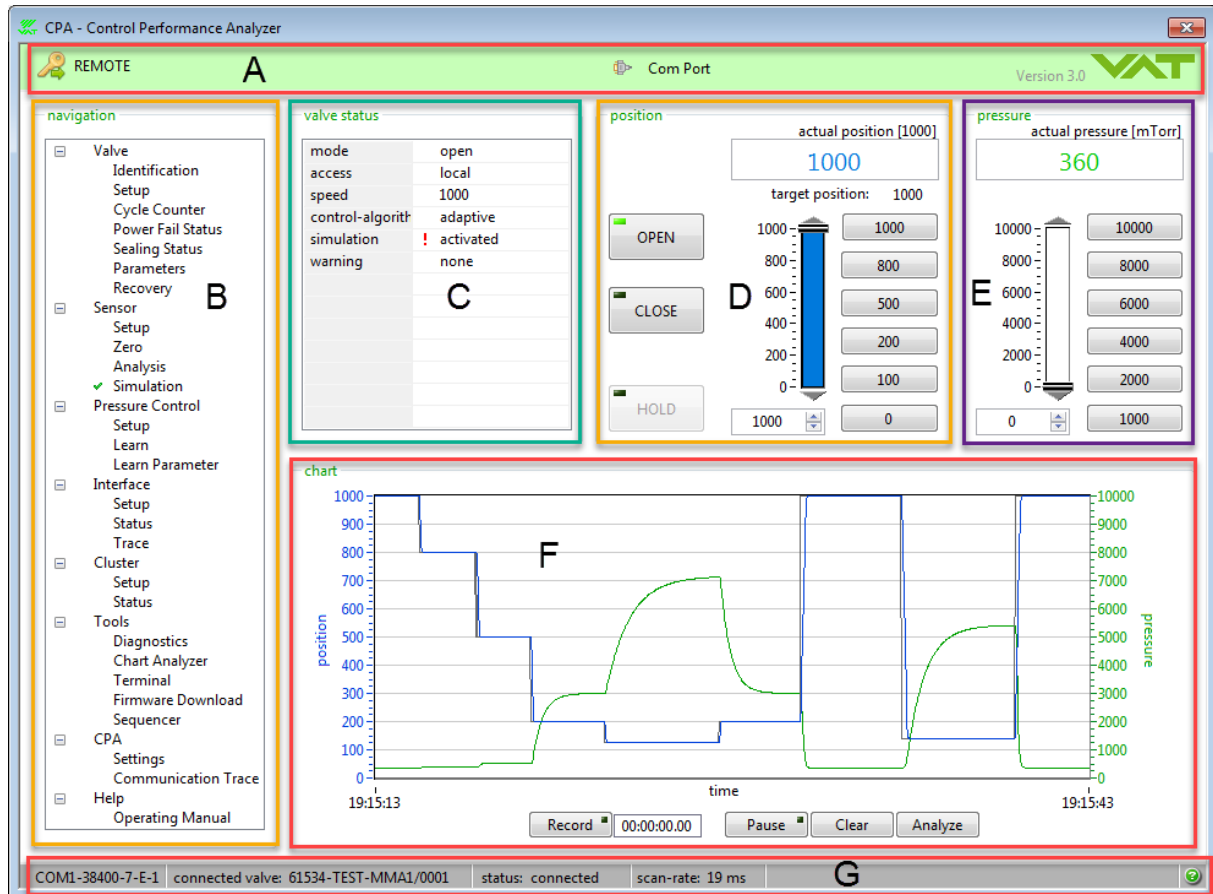 CPA - Control Performance Analyzer
REMOTE
A
Com Port
Version 3.0
VAT
navigation
Valve
Identification
Setup
Cycle Counter
Power Fail Status
Sealing Status
Parameters
Recovery
B
Sensor
Setup
Zero
Analysis
Simulation
Pressure Control
Setup
Learn
Learn Parameter
Interface
Setup
Status
Trace
Cluster
Setup
Status
Tools
Diagnostics
Chart Analyzer
Terminal
Firmware Download
Sequencer
CPA
Settings
Communication Trace
Help
Operating Manual
valve status
mode open
access local
speed 1000
control-algorith adaptive
simulation ! activated
warning none
C
position
actual position [1000]
1000
target position: 1000
OPEN
CLOSE
HOLD
D
1000
800
600
400
200
0
1000
1000
800
500
200
100
0
pressure
actual pressure [mTorr]
360
E
10000
8000
6000
4000
2000
0
0
10000
8000
6000
4000
2000
1000
chart
F
position
1000
900
800
700
600
500
400
300
200
100
0
pressure
10000
9000
8000
7000
6000
5000
4000
3000
2000
1000
0
19:15:13
time
19:15:43
Record 00:00:00.00 Pause Clear Analyze
COM1-38400-7-E-1 connected valve: 61534-TEST-MMA1/0001 status: connected scan-rate: 19 ms
G
?